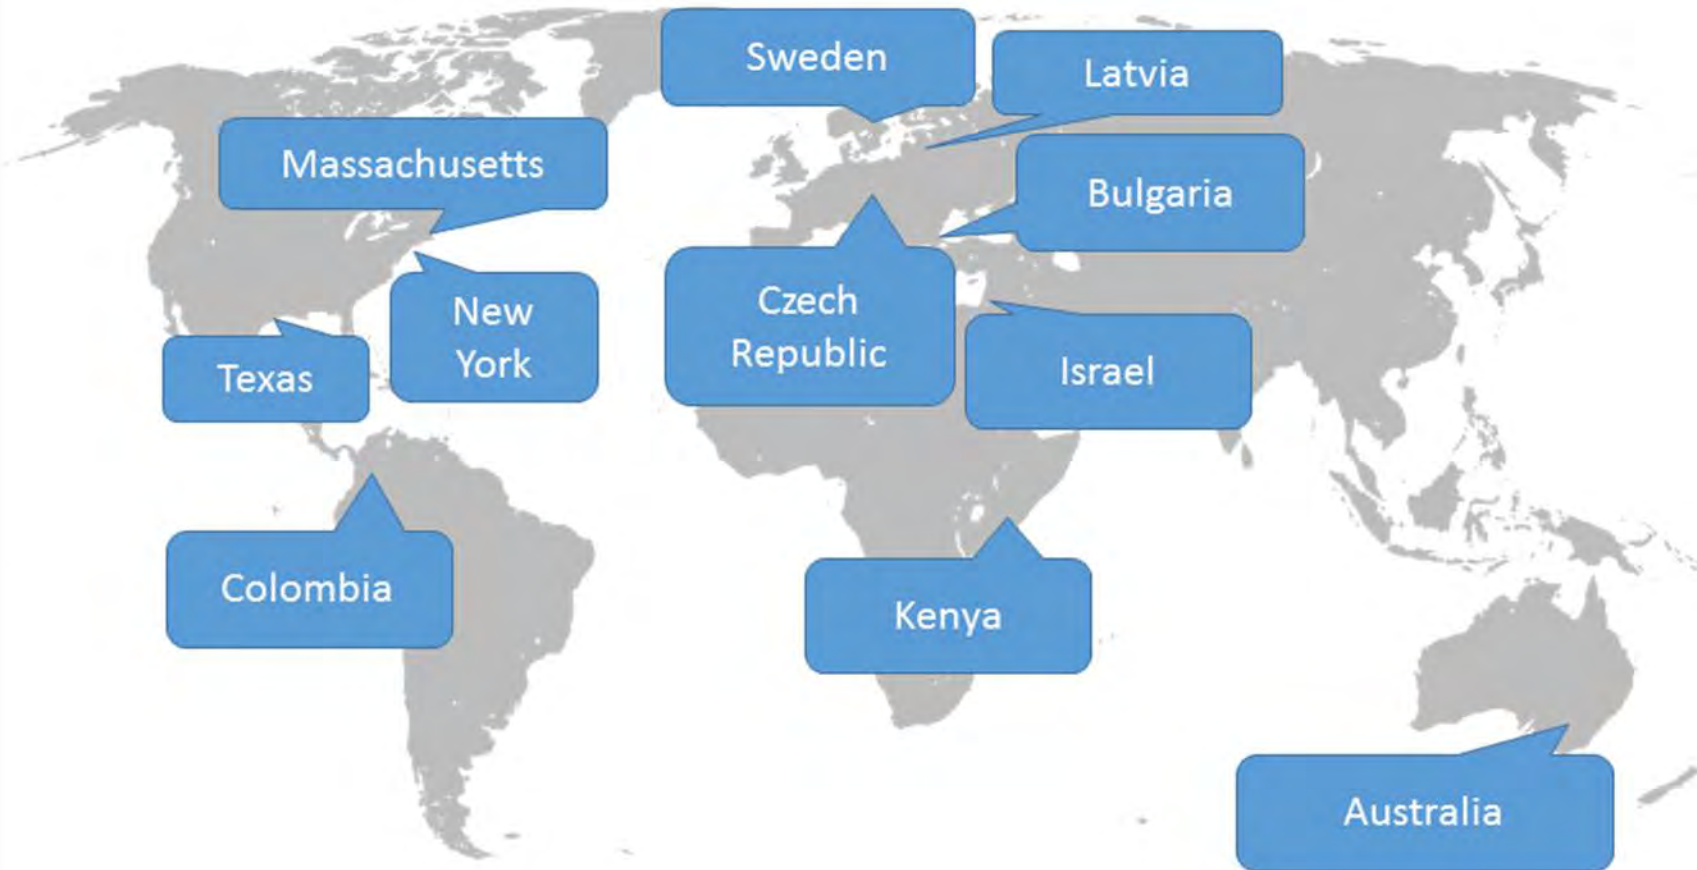 Sweden
Latvia
Massachusetts
Bulgaria
New
York
Czech
Republic
Texas
Israel
Colombia
Kenya
Australia